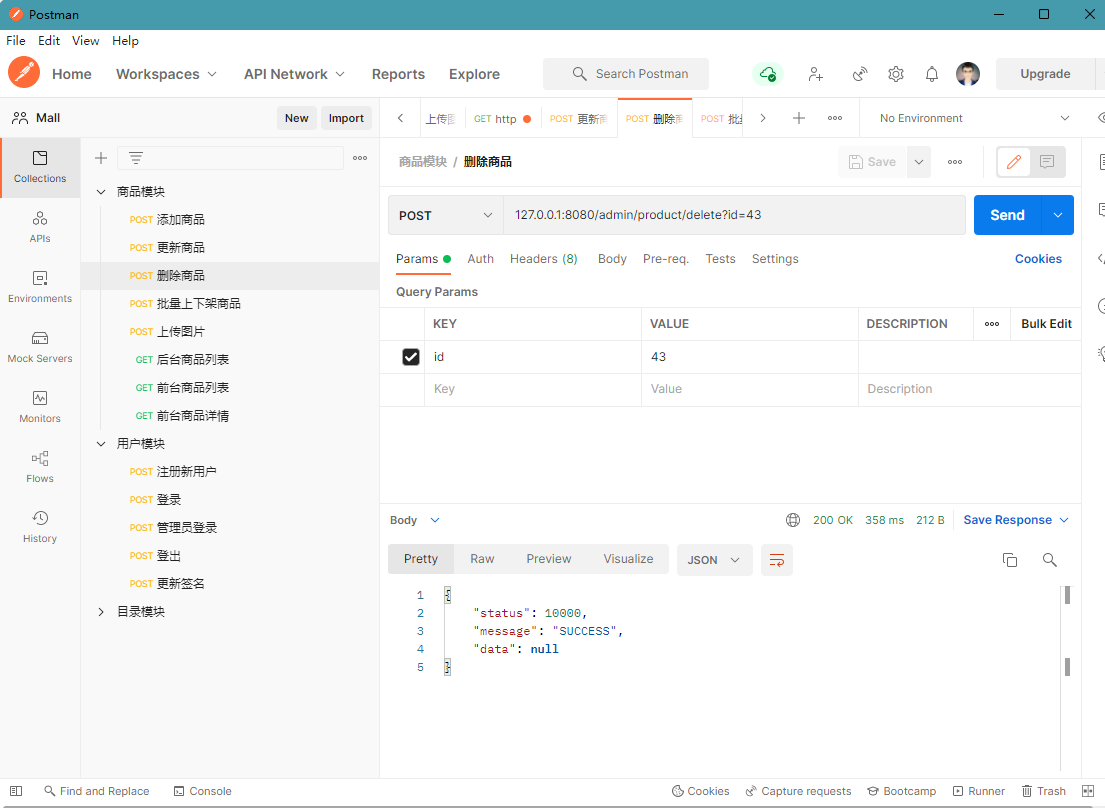 Postman
File Edit View Help
Home Workspaces API Network Reports Explore Search Postman Upgrade
Mall New Import
上传图 GET http POST 更新商 POST 删除商 POST 批 No Environment
Collections
APIs
Environments
Mock Servers
Monitors
Flows
History
商品模块
POST 添加商品
POST 更新商品
POST 删除商品
POST 批量上下架商品
POST 上传图片
GET 后台商品列表
GET 前台商品列表
GET 前台商品详情
用户模块
POST 注册新用户
POST 登录
POST 管理员登录
POST 登出
POST 更新签名
目录模块
商品模块 / 删除商品 Save
POST 127.0.0.1:8080/admin/product/delete?id=43 Send
Params Auth Headers (8) Body Pre-req. Tests Settings Cookies
Query Params
KEY VALUE DESCRIPTION Bulk Edit
id 43
Key Value Description
Body 200 OK 358 ms 212 B Save Response
Pretty Raw Preview Visualize JSON
1 {
2 "status": 10000,
3 "message": "SUCCESS",
4 "data": null
5 }
Find and Replace Console Cookies Capture requests Bootcamp Runner Trash